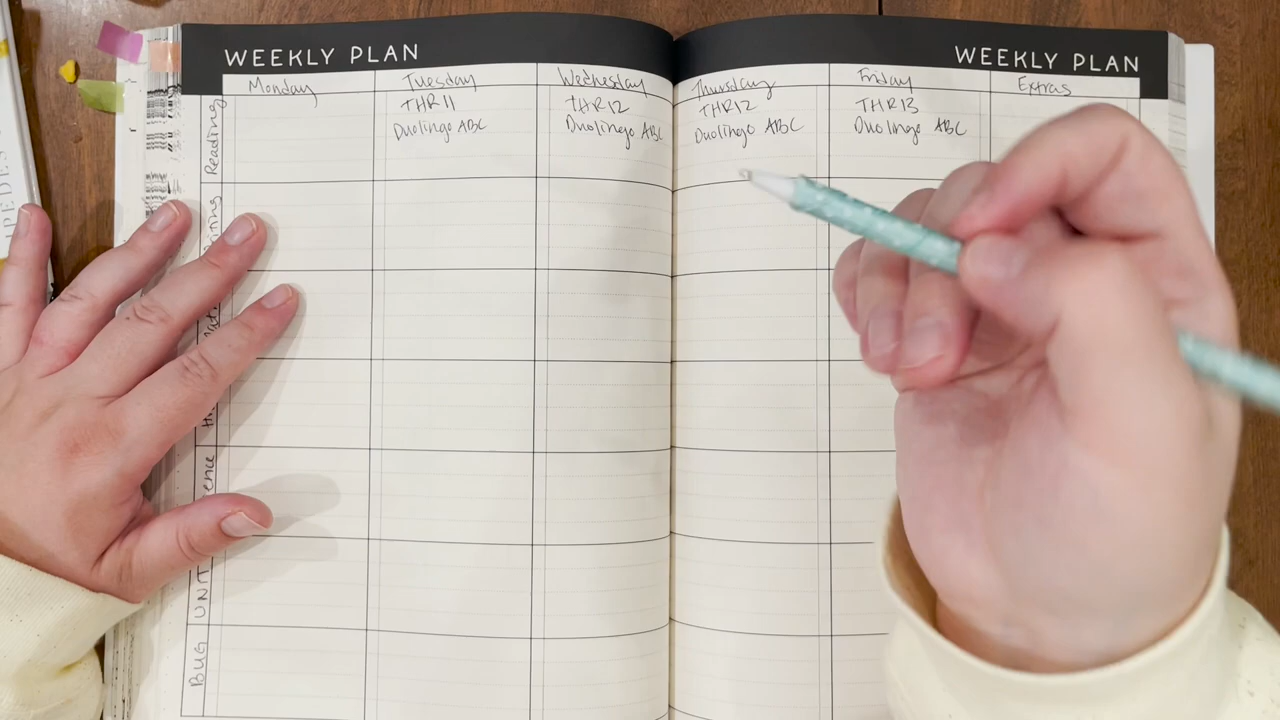 WEEKLY PLAN
WEEKLY PLAN
Monday
Tuesday
Wednesday
Thursday
Friday
Extras
Reading
THR11
Duolingo ABC
THR12
Duolingo ABC
THR12
Duolingo ABC
THR13
Duolingo ABC
BUG UNIT